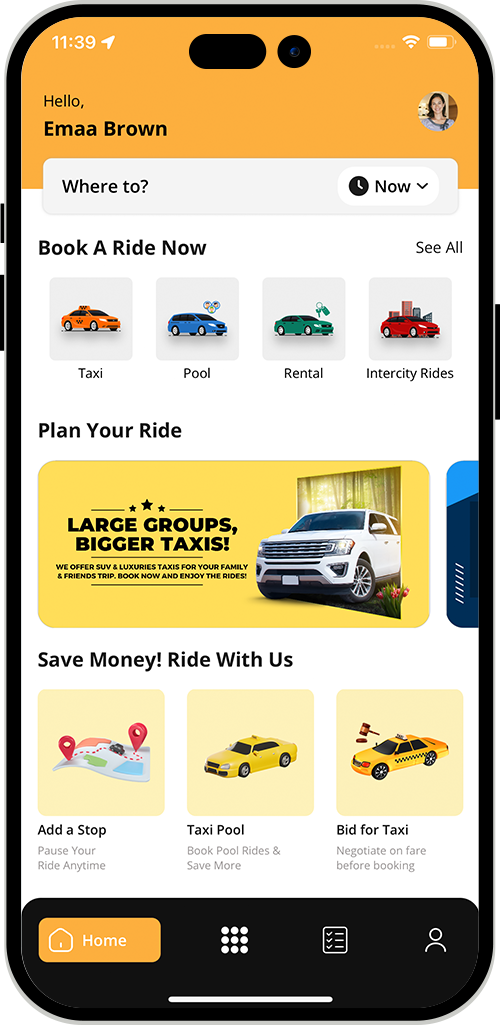 11:39
Hello,
Emaa Brown
Where to?
Now
Book A Ride Now
See All
Taxi
Pool
Rental
Intercity Rides
Plan Your Ride
LARGE GROUPS,
BIGGER TAXIS!
WE OFFER SUV & LUXURIES TAXIS FOR YOUR FAMILY
& FRIENDS TRIP. BOOK NOW AND ENJOY THE RIDES!
Save Money! Ride With Us
Add a Stop
Pause Your
Ride Anytime
Taxi Pool
Book Pool Rides &
Save More
Bid for Taxi
Negotiate on fare
before booking
Home